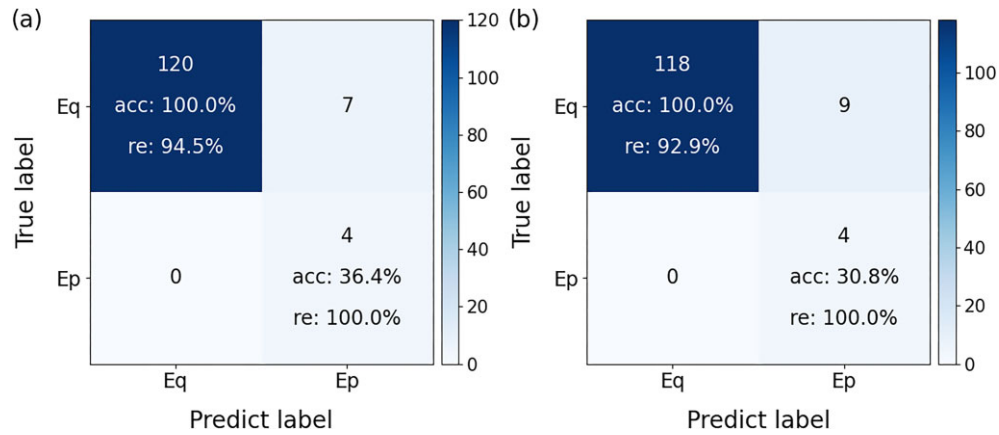 (a)
True label
Eq
Ep
120
acc: 100.0%
re: 94.5%
7
0
4
acc: 36.4%
re: 100.0%
Eq
Ep
Predict label
120
100
80
60
40
20
0
(b)
True label
Eq
Ep
118
acc: 100.0%
re: 92.9%
9
0
4
acc: 30.8%
re: 100.0%
Eq
Ep
Predict label
100
80
60
40
20
0